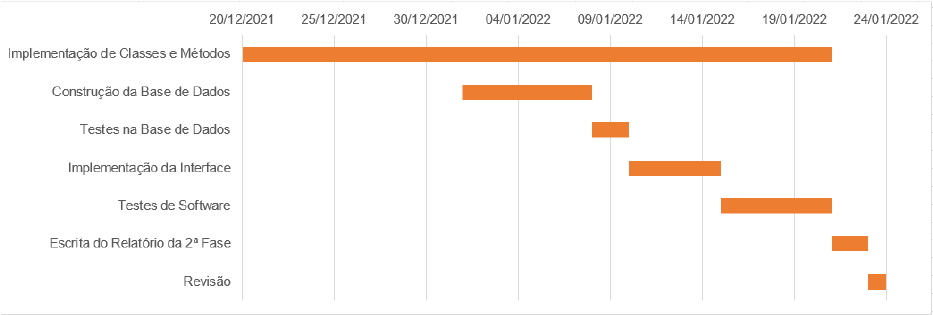 20/12/2021 25/12/2021 30/12/2021 04/01/2022 09/01/2022 14/01/2022 19/01/2022 24/01/2022
Implementação de Classes e Métodos
Construção da Base de Dados
Testes na Base de Dados
Implementação da Interface
Testes de Software
Escrita do Relatório da 2ª Fase
Revisão